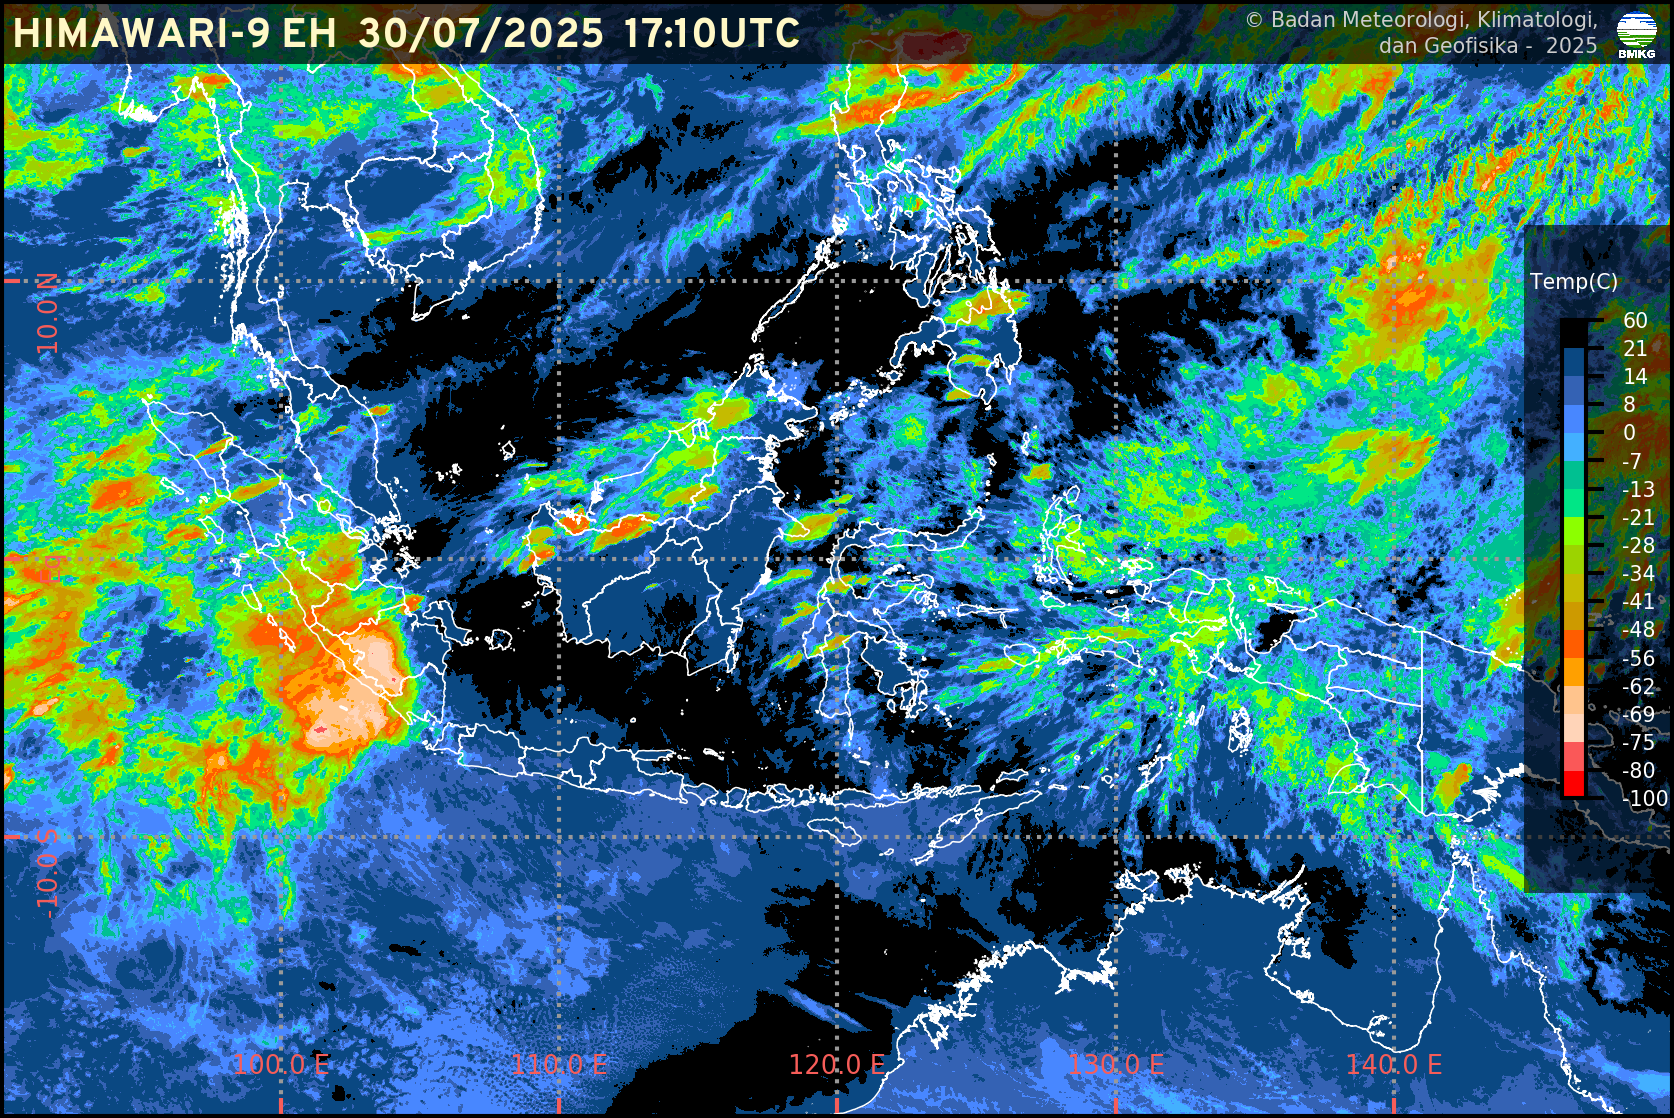 HIMAWARI-9 EH 30/07/2025 17:10UTC
© Badan Meteorologi, Klimatologi,
dan Geofisika - 2025
BMKG
Temp(C)
60
21
14
8
0
-7
-13
-21
-28
-34
-41
-48
-56
-62
-69
-75
-80
-100
10.0 N
EQ
-10.0 S
100.0 E
110.0 E
120.0 E
130.0 E
140.0 E